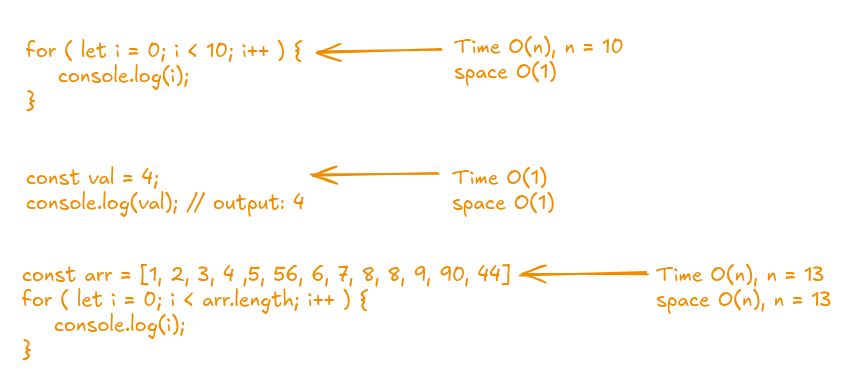 for ( let i = 0; i < 10; i++ ) {
console.log(i);
}
Time O(n), n = 10
space O(1)
const val = 4;
console.log(val); // output: 4
Time O(1)
space O(1)
const arr = [1, 2, 3, 4 ,5, 56, 6, 7, 8, 8, 9, 90, 44]
for ( let i = 0; i < arr.length; i++ ) {
console.log(i);
}
Time O(n), n = 13
space O(n), n = 13